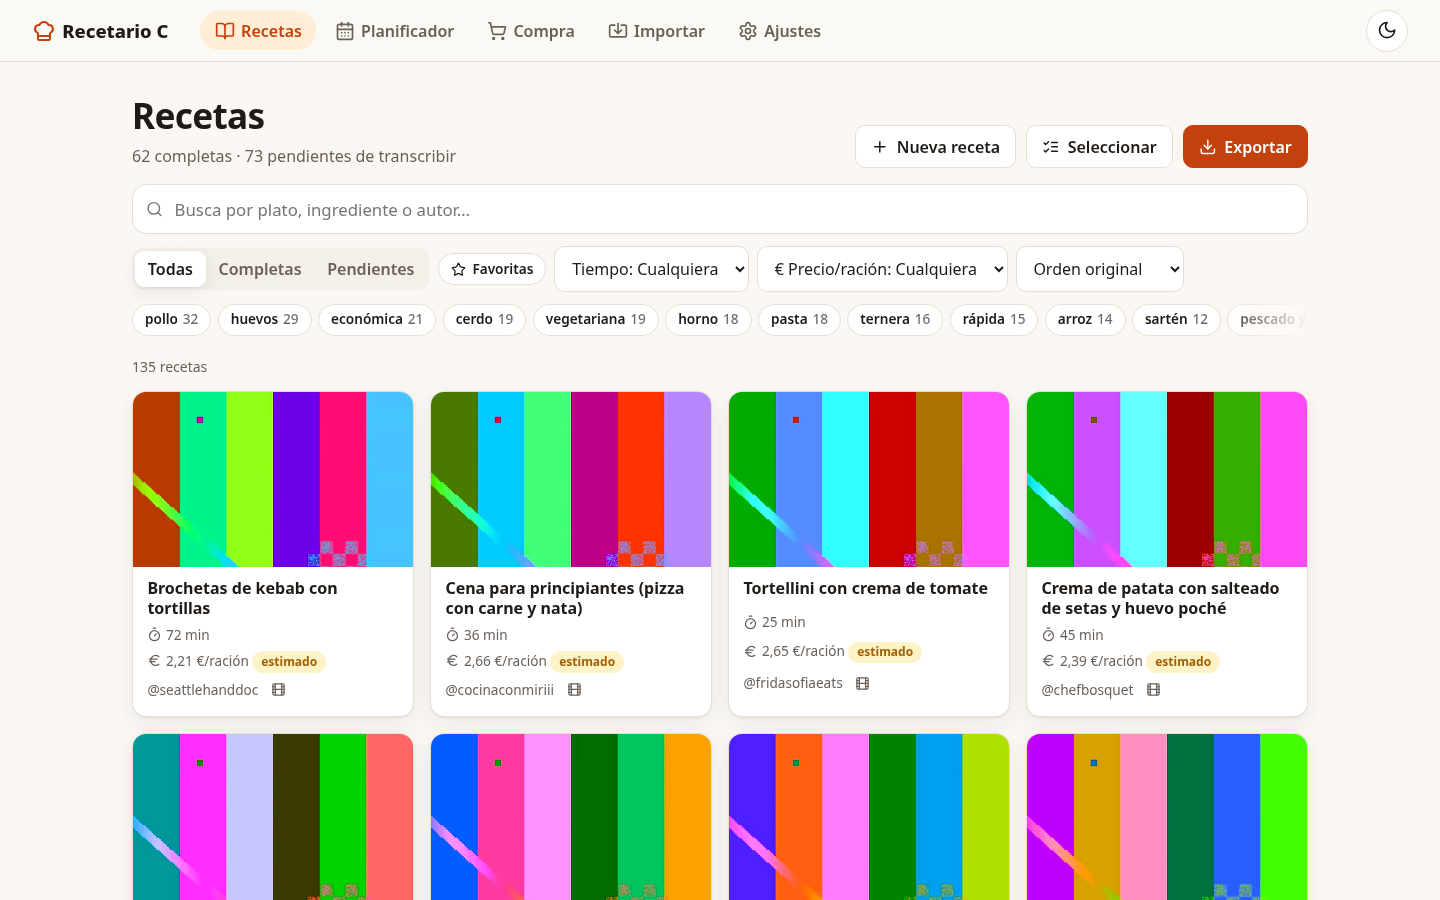 Recetario C
Recetas
Planificador
Compra
Importar
Ajustes
Recetas
62 completas · 73 pendientes de transcribir
Nueva receta
Seleccionar
Exportar
Busca por plato, ingrediente o autor...
Todas
Completas
Pendientes
Favoritas
Tiempo: Cualquiera
€ Precio/ración: Cualquiera
Orden original
pollo 32
huevos 29
económica 21
cerdo 19
vegetariana 19
horno 18
pasta 18
ternera 16
rápida 15
arroz 14
sartén 12
pescado y
135 recetas
Brochetas de kebab con
tortillas
72 min
€ 2,21 €/ración estimado
@seattlehanddoc
Cena para principiantes (pizza
con carne y nata)
36 min
€ 2,66 €/ración estimado
@cocinaconmiriii
Tortellini con crema de tomate
25 min
€ 2,65 €/ración estimado
@fridasofiaeats
Crema de patata con salteado
de setas y huevo poché
45 min
€ 2,39 €/ración estimado
@chefbosquet